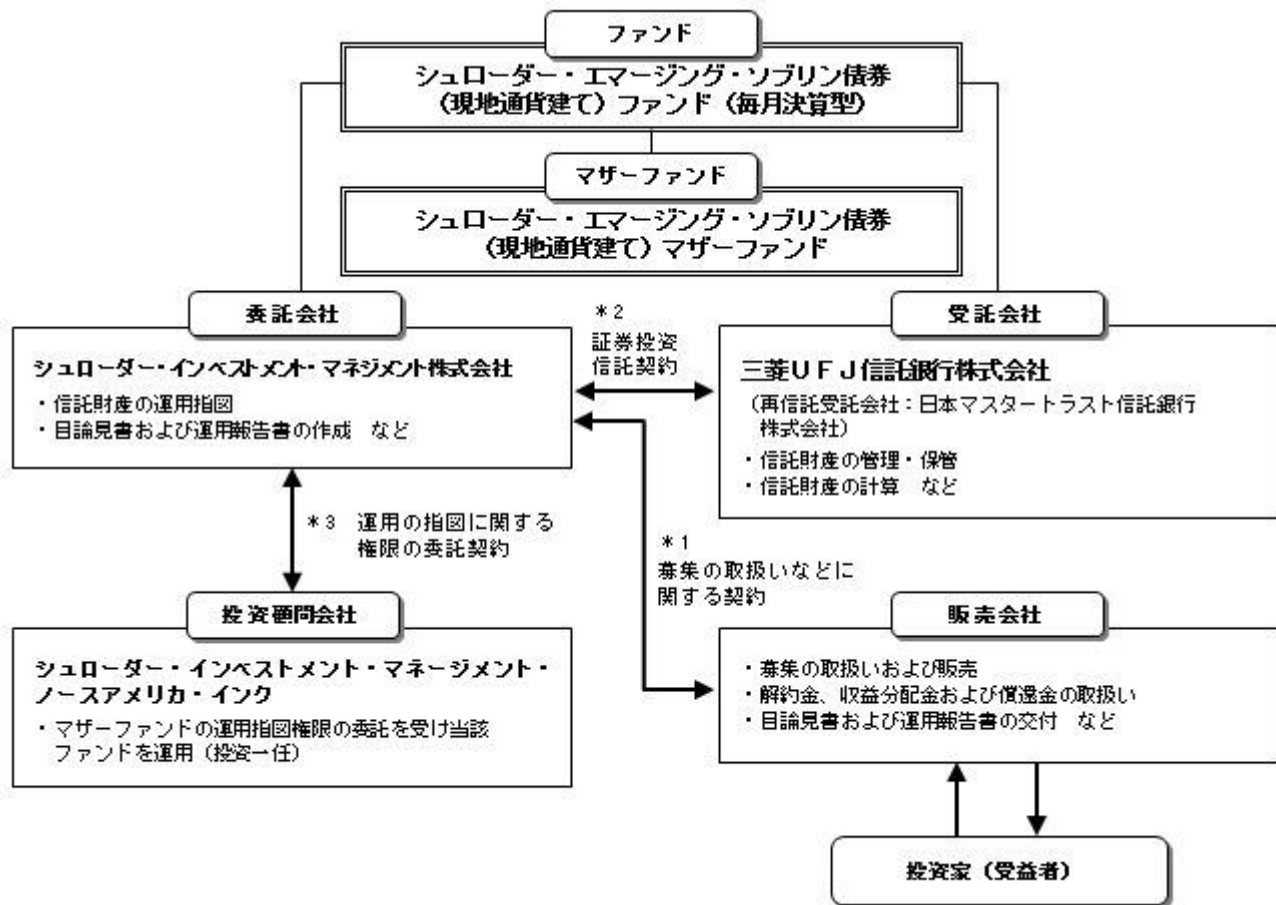 ファンド
シュローダー・エマージング・ソブリン債券
（現地通貨建て）ファンド（毎月決算型）
マザーファンド
シュローダー・エマージング・ソブリン債券
（現地通貨建て）マザーファンド
委託会社
シュローダー・インベストメント・マネジメント株式会社
・信託財産の運用指図
・目論見書および運用報告書の作成　など
＊２
証券投資
信託契約
受託会社
三菱ＵＦＪ信託銀行株式会社
（再信託受託会社：日本マスタートラスト信託銀行
株式会社）
・信託財産の管理・保管
・信託財産の計算　など
＊３　運用の指図に関する
権限の委託契約
＊１
募集の取扱いなどに
関する契約
投資顧問会社
シュローダー・インベストメント・マネージメント・
ノースアメリカ・インク
・マザーファンドの運用指図権限の委託を受け当該
ファンドを運用（投資一任）
販売会社
・募集の取扱いおよび販売
・解約金、収益分配金および償還金の取扱い
・目論見書および運用報告書の交付　など
投資家（受益者）